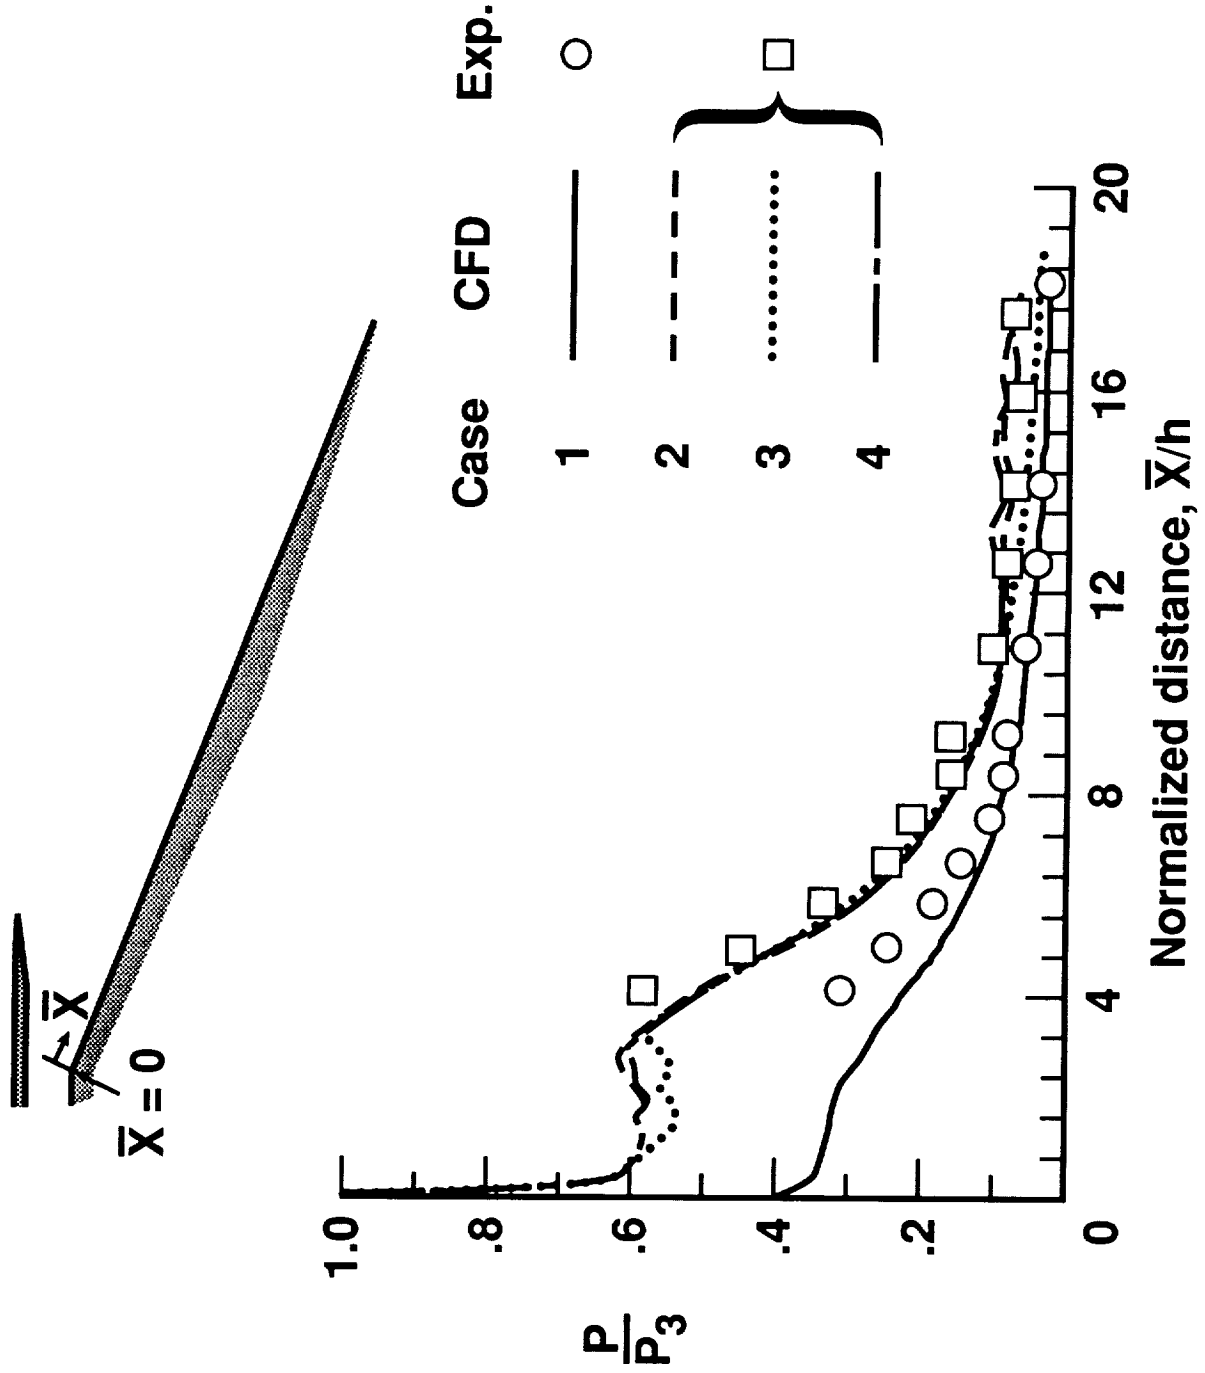 X̅
X̅ = 0
Case CFD Exp.
1
2
3
4
1.0
.8
.6
.4
.2
0
P
P3
4 8 12 16 20
Normalized distance, X̅/h